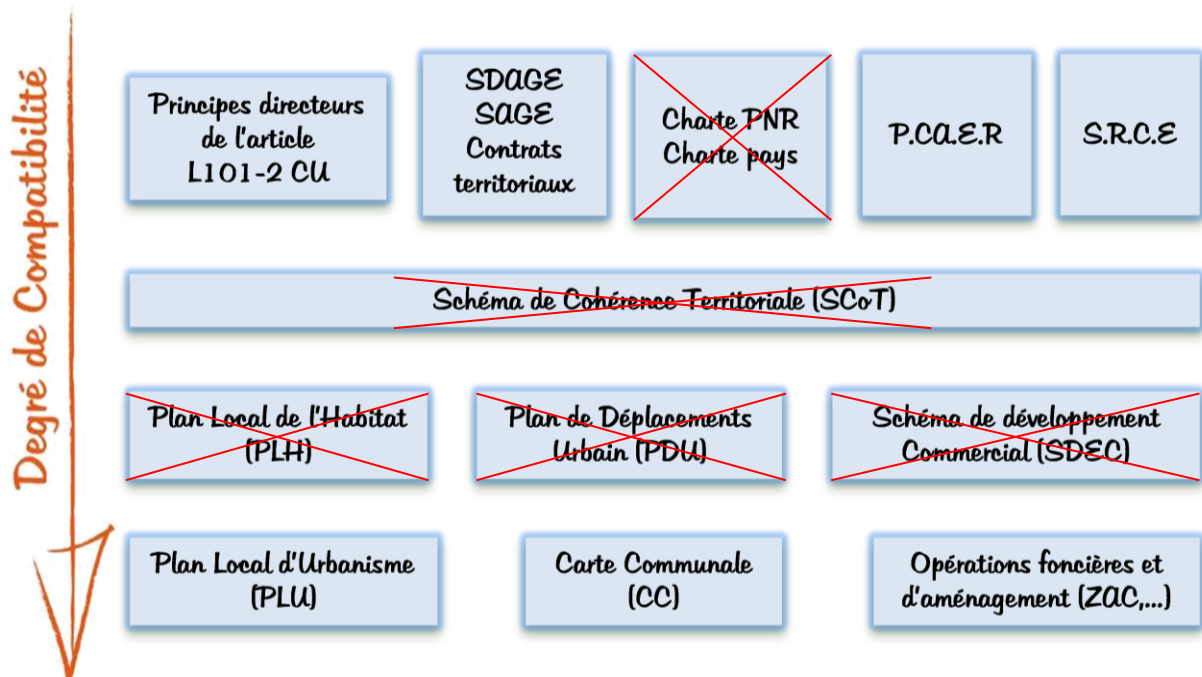 Degré de Compatibilité
Principes directeurs
de l'article
L101-2 CU
SDAGE
SAGE
Contrats
territoriaux
Charte PNR
Charte pays
P.CA.E.R
S.R.C.E
Schéma de Cohérence Territoriale (SCoT)
Plan Local de l'Habitat
(PLH)
Plan de Déplacements
Urbain (PDU)
Schéma de développement
Commercial (SDEC)
Plan Local d'Urbanisme
(PLU)
Carte Communale
(CC)
Opérations foncières et
d'aménagement (ZAC,...)